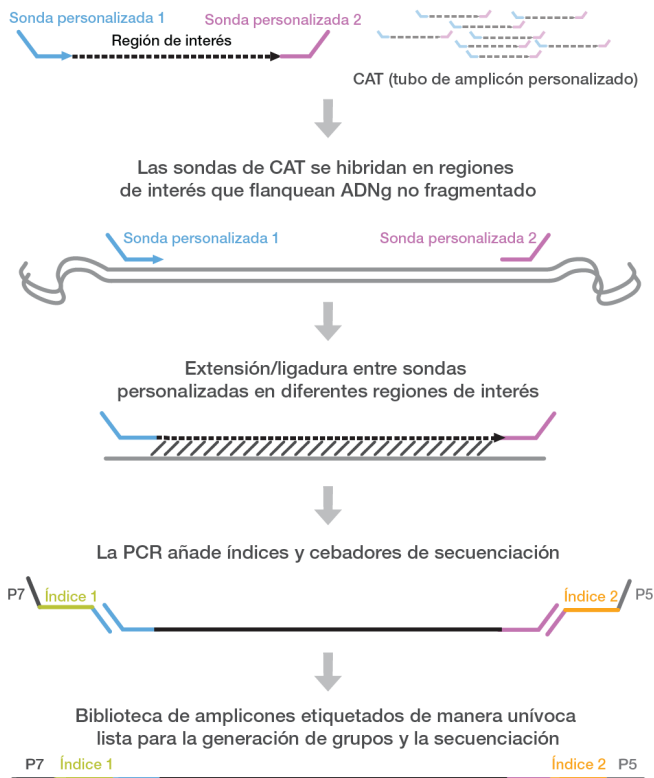 Sonda personalizada 1
Sonda personalizada 2
Región de interés
CAT (tubo de amplicón personalizado)
Las sondas de CAT se hibridan en regiones
de interés que flanquean ADNg no fragmentado
Sonda personalizada 1
Sonda personalizada 2
Extensión/ligadura entre sondas
personalizadas en diferentes regiones de interés
La PCR añade índices y cebadores de secuenciación
P7
Índice 1
Índice 2
P5
Biblioteca de amplicones etiquetados de manera unívoca
lista para la generación de grupos y la secuenciación
P7
Índice 1
Índice 2
P5